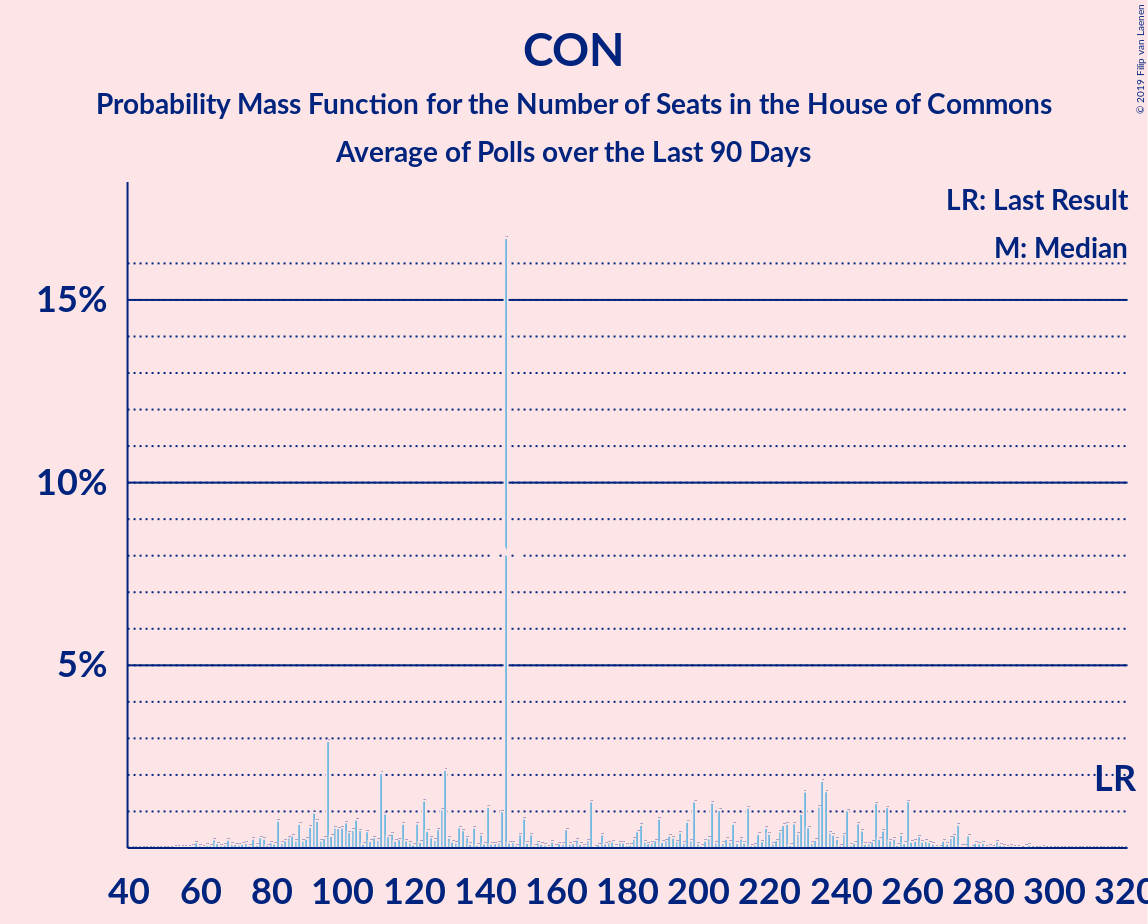 CON
Probability Mass Function for the Number of Seats in the House of Commons
Average of Polls over the Last 90 Days
© 2019 Filip van Laenen
LR: Last Result
M: Median
15%
10%
5%
LR
40 60 80 100 120 140 160 180 200 220 240 260 280 300 320